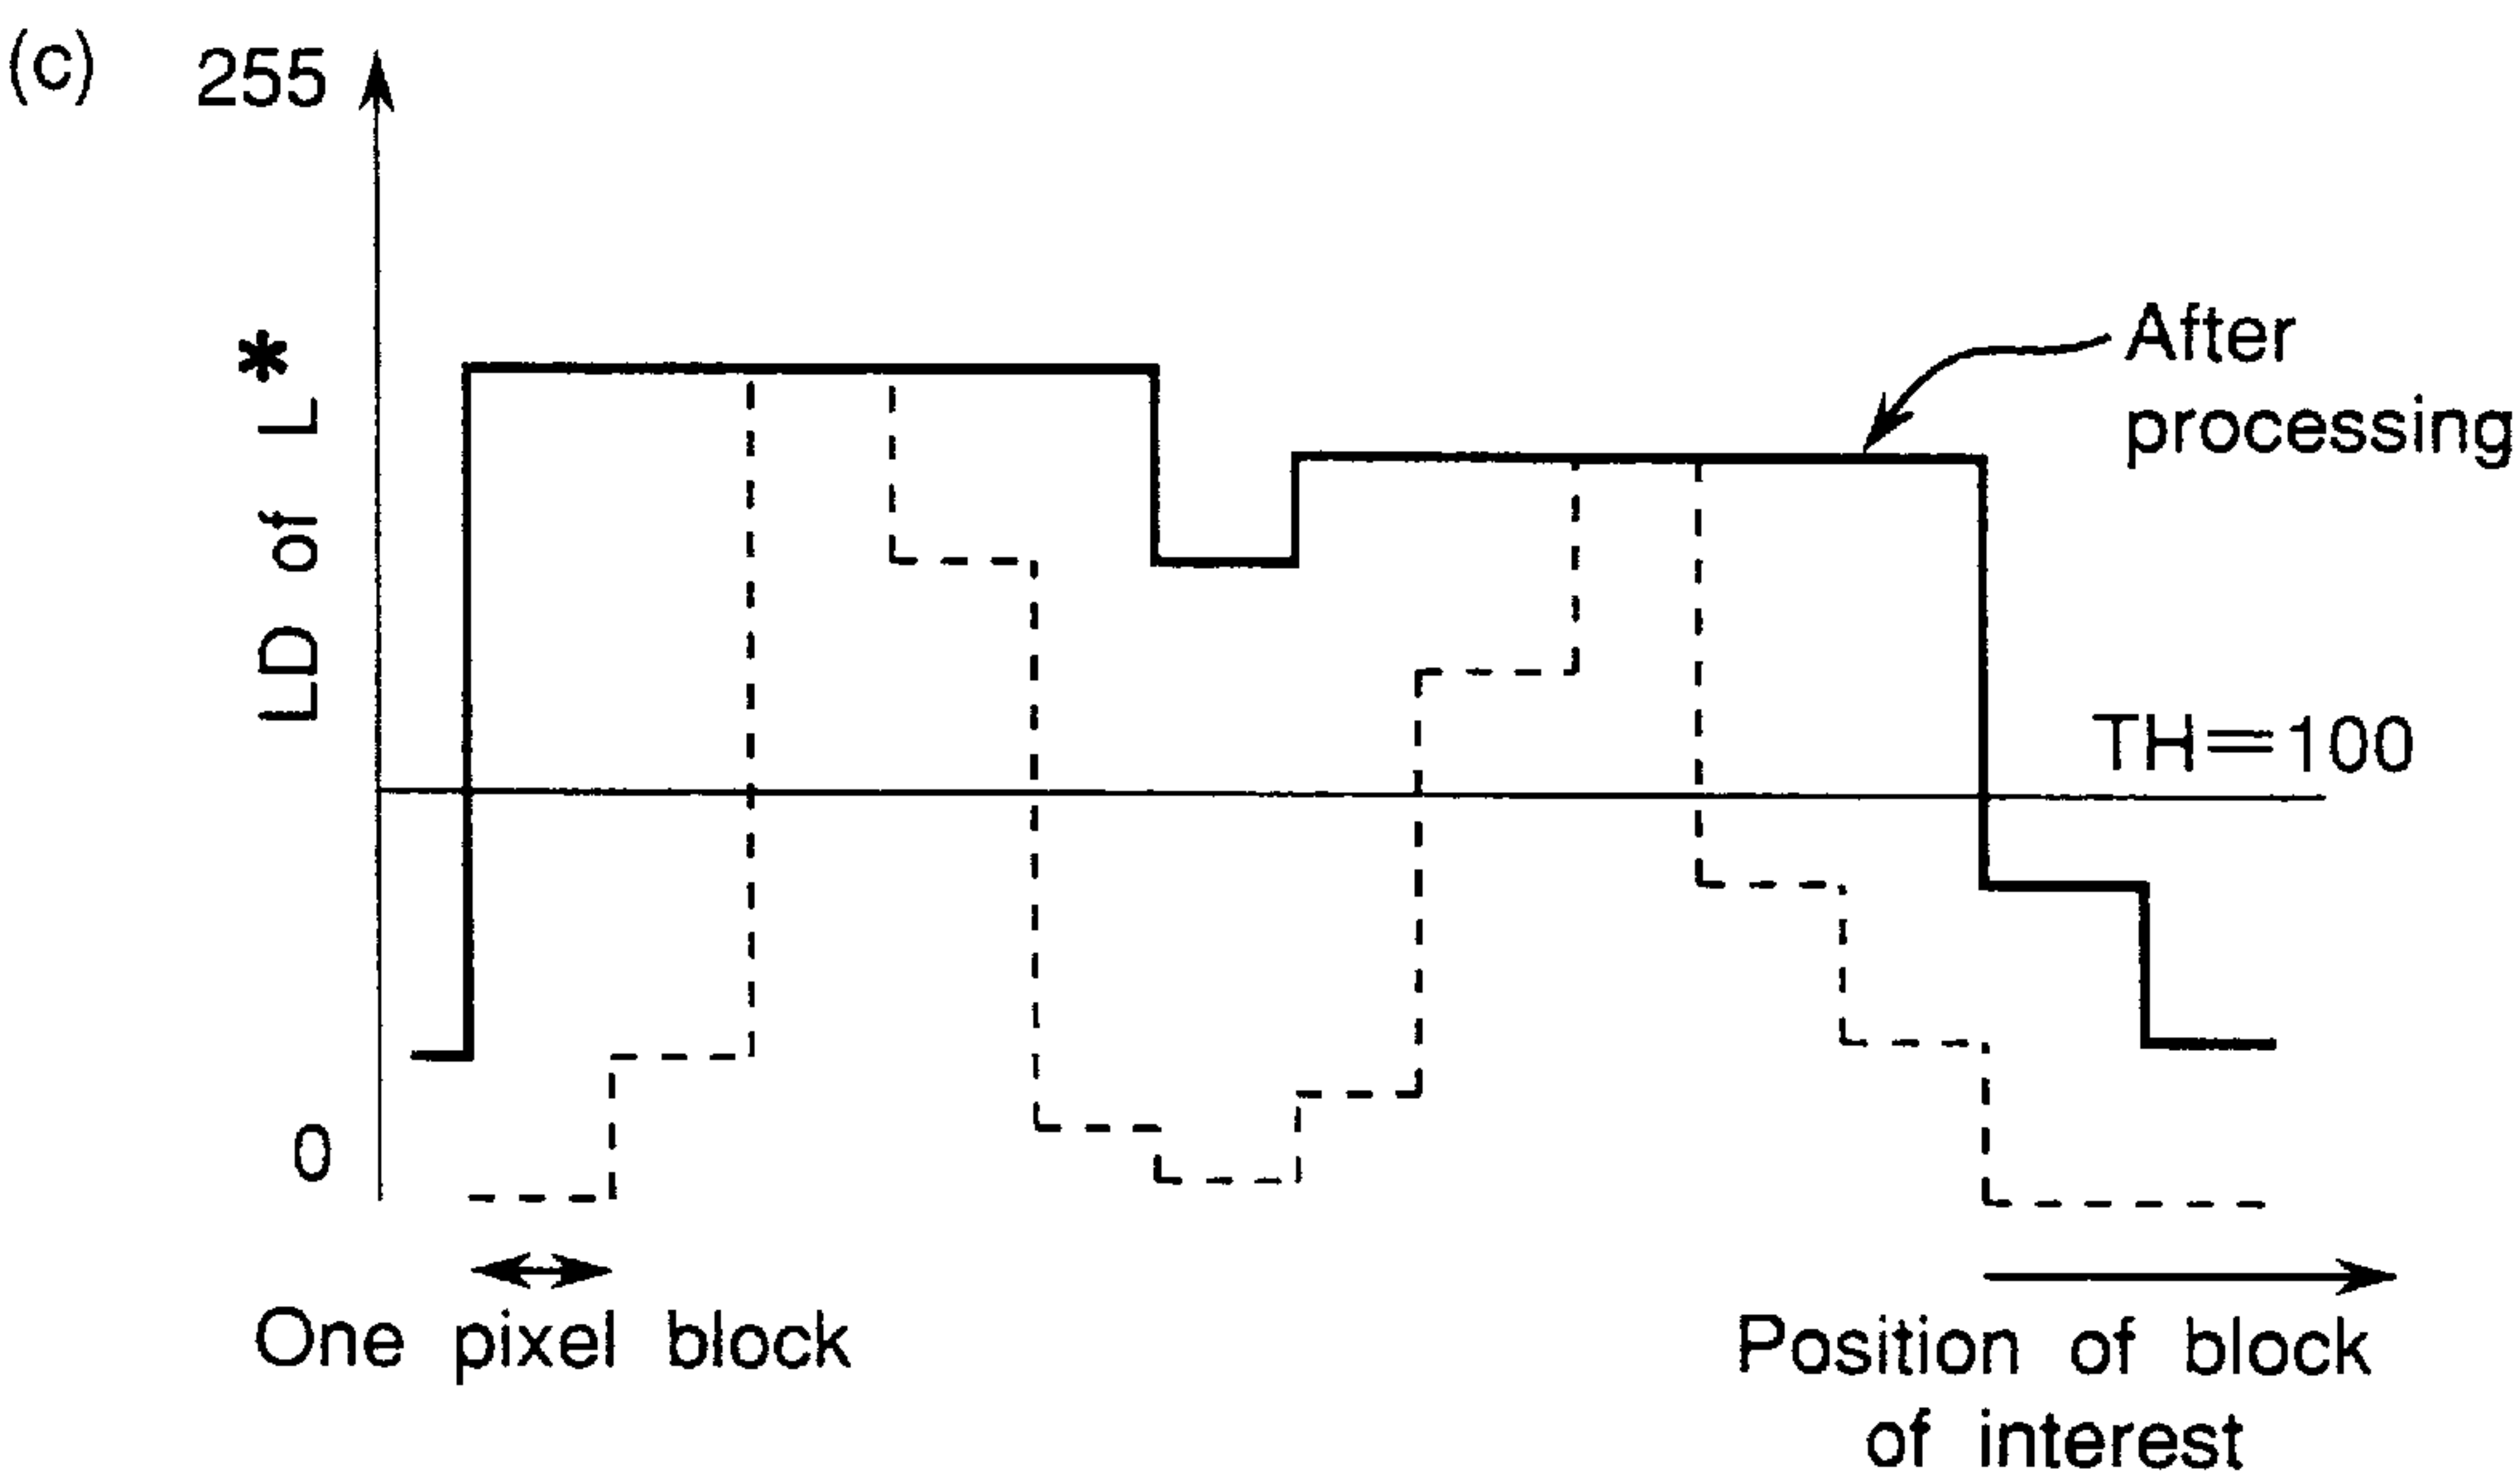 (c)
255
LD of L*
After
processing
TH=100
0
One pixel block
Position of block
of interest